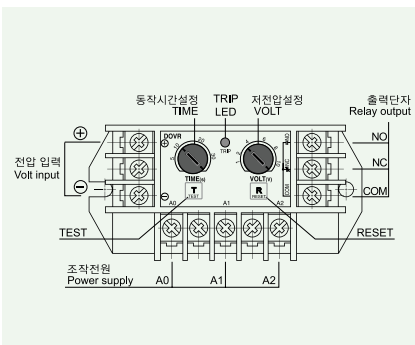 동작시간설정 TRIP 저전압설정 출력단자
TIME LED VOLT Relay output
전압 입력
Volt input
DOVR
TRIP
NO
NC
COM
TIME(s) VOLT(V)
T R
TEST RESET
A0 A1 A2
TEST RESET
조작전원
Power supply A0 A1 A2